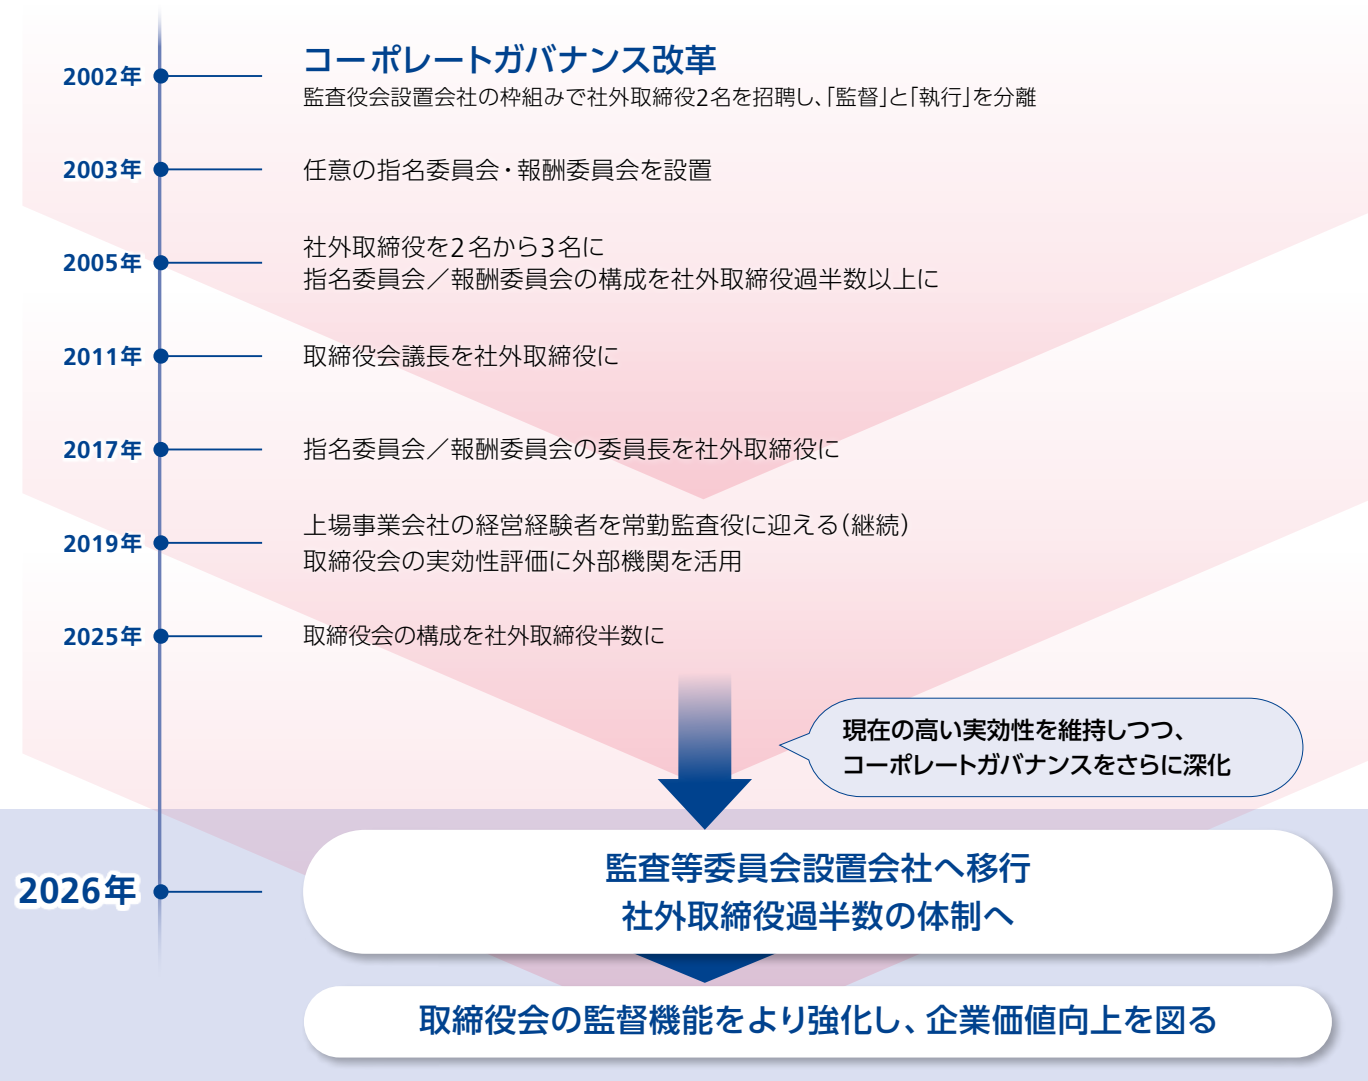 2002年
コーポレートガバナンス改革
監査役会設置会社の枠組みで社外取締役2名を招聘し、「監督」と「執行」を分離
2003年
任意の指名委員会・報酬委員会を設置
2005年
社外取締役を2名から3名に
指名委員会／報酬委員会の構成を社外取締役過半数以上に
2011年
取締役会議長を社外取締役に
2017年
指名委員会／報酬委員会の委員長を社外取締役に
2019年
上場事業会社の経営経験者を常勤監査役に迎える(継続)
取締役会の実効性評価に外部機関を活用
2025年
取締役会の構成を社外取締役半数に
現在の高い実効性を維持しつつ、
コーポレートガバナンスをさらに深化
2026年
監査等委員会設置会社へ移行
社外取締役過半数の体制へ
取締役会の監督機能をより強化し、企業価値向上を図る